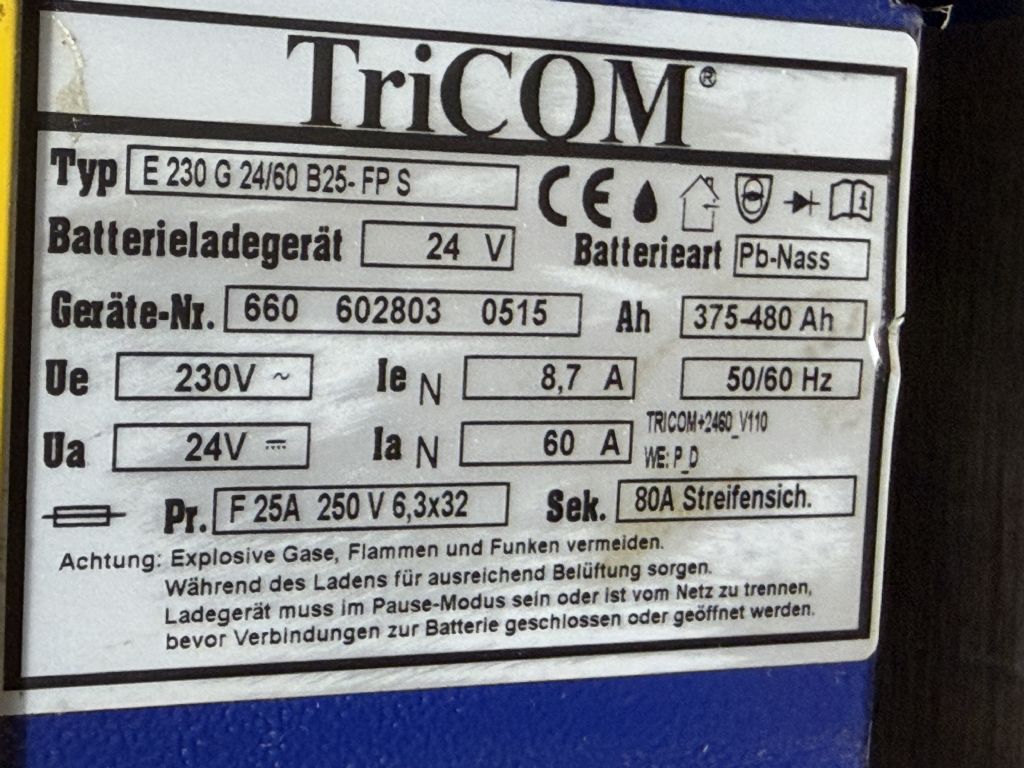 TriCOM®
Typ E 230 G 24/60 B25- FP S CE
Batterieladegerät 24 V Batterieart Pb-Nass
Geräte-Nr. 660 602803 0515 Ah 375-480 Ah
Ue 230V ~ Ie N 8,7 A 50/60 Hz
Ua 24V ⎓ Ia N 60 A TRICOM+2460_V110
WE: P_D
Pr. F 25A 250 V 6,3x32 Sek. 80A Streifensich.
Achtung: Explosive Gase, Flammen und Funken vermeiden.
Während des Ladens für ausreichend Belüftung sorgen.
Ladegerät muss im Pause-Modus sein oder ist vom Netz zu trennen,
bevor Verbindungen zur Batterie geschlossen oder geöffnet werden.